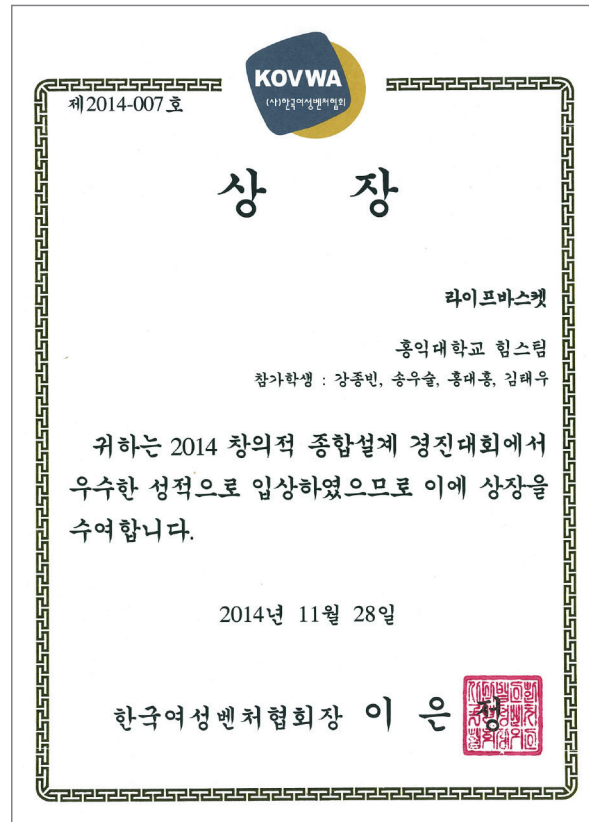 KOVWA
(사)한국여성벤처협회
제2014-007호
상 장
라이프바스켓
홍익대학교 힘스팀
참가학생 : 강종빈, 송우술, 홍대홍, 김태우
귀하는 2014 창의적 종합설계 경진대회에서
우수한 성적으로 입상하였으므로 이에 상장을
수여합니다.
2014년 11월 28일
한국여성벤처협회장 이 은 정